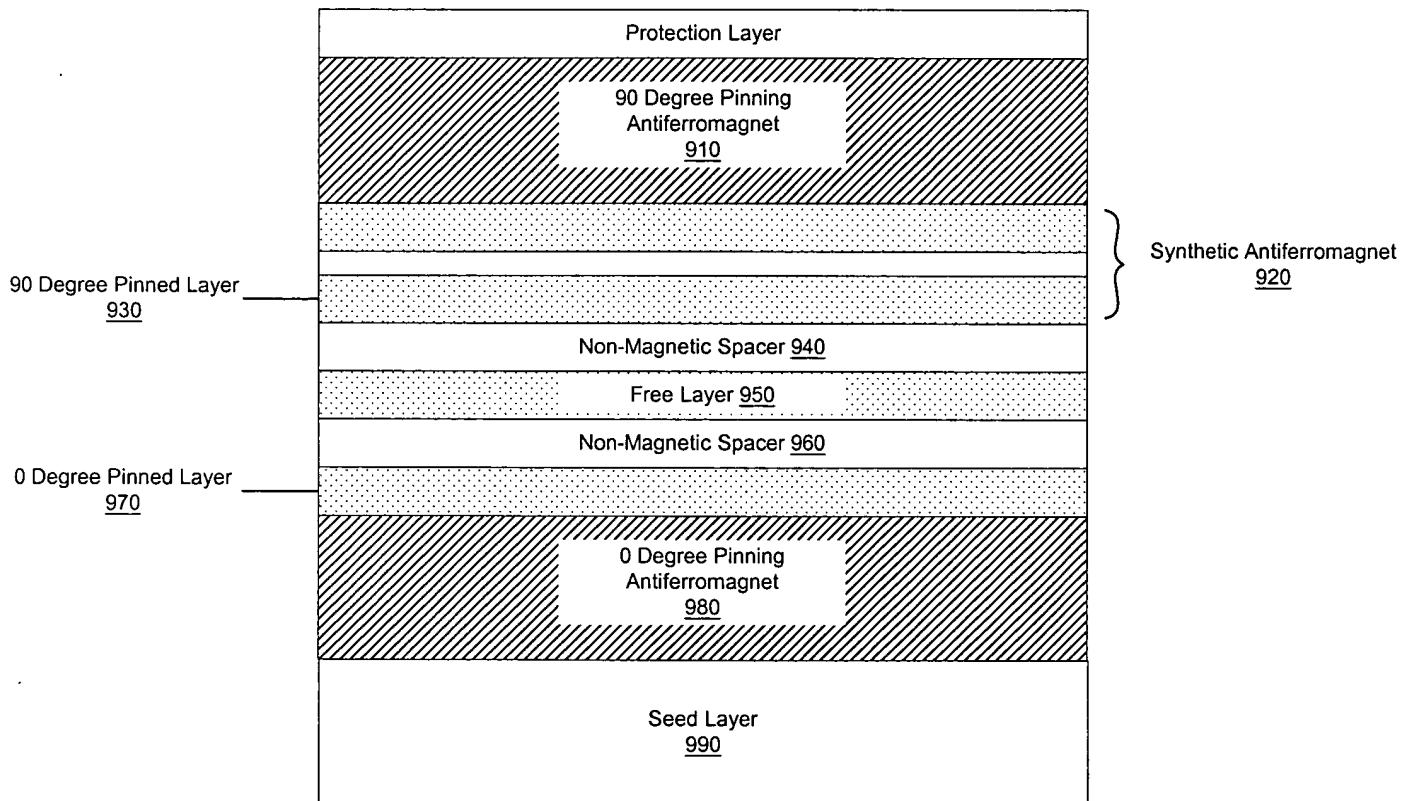 Protection Layer
90 Degree Pinning
Antiferromagnet
910
Synthetic Antiferromagnet
920
90 Degree Pinned Layer
930
Non-Magnetic Spacer 940
Free Layer 950
Non-Magnetic Spacer 960
0 Degree Pinned Layer
970
0 Degree Pinning
Antiferromagnet
980
Seed Layer
990